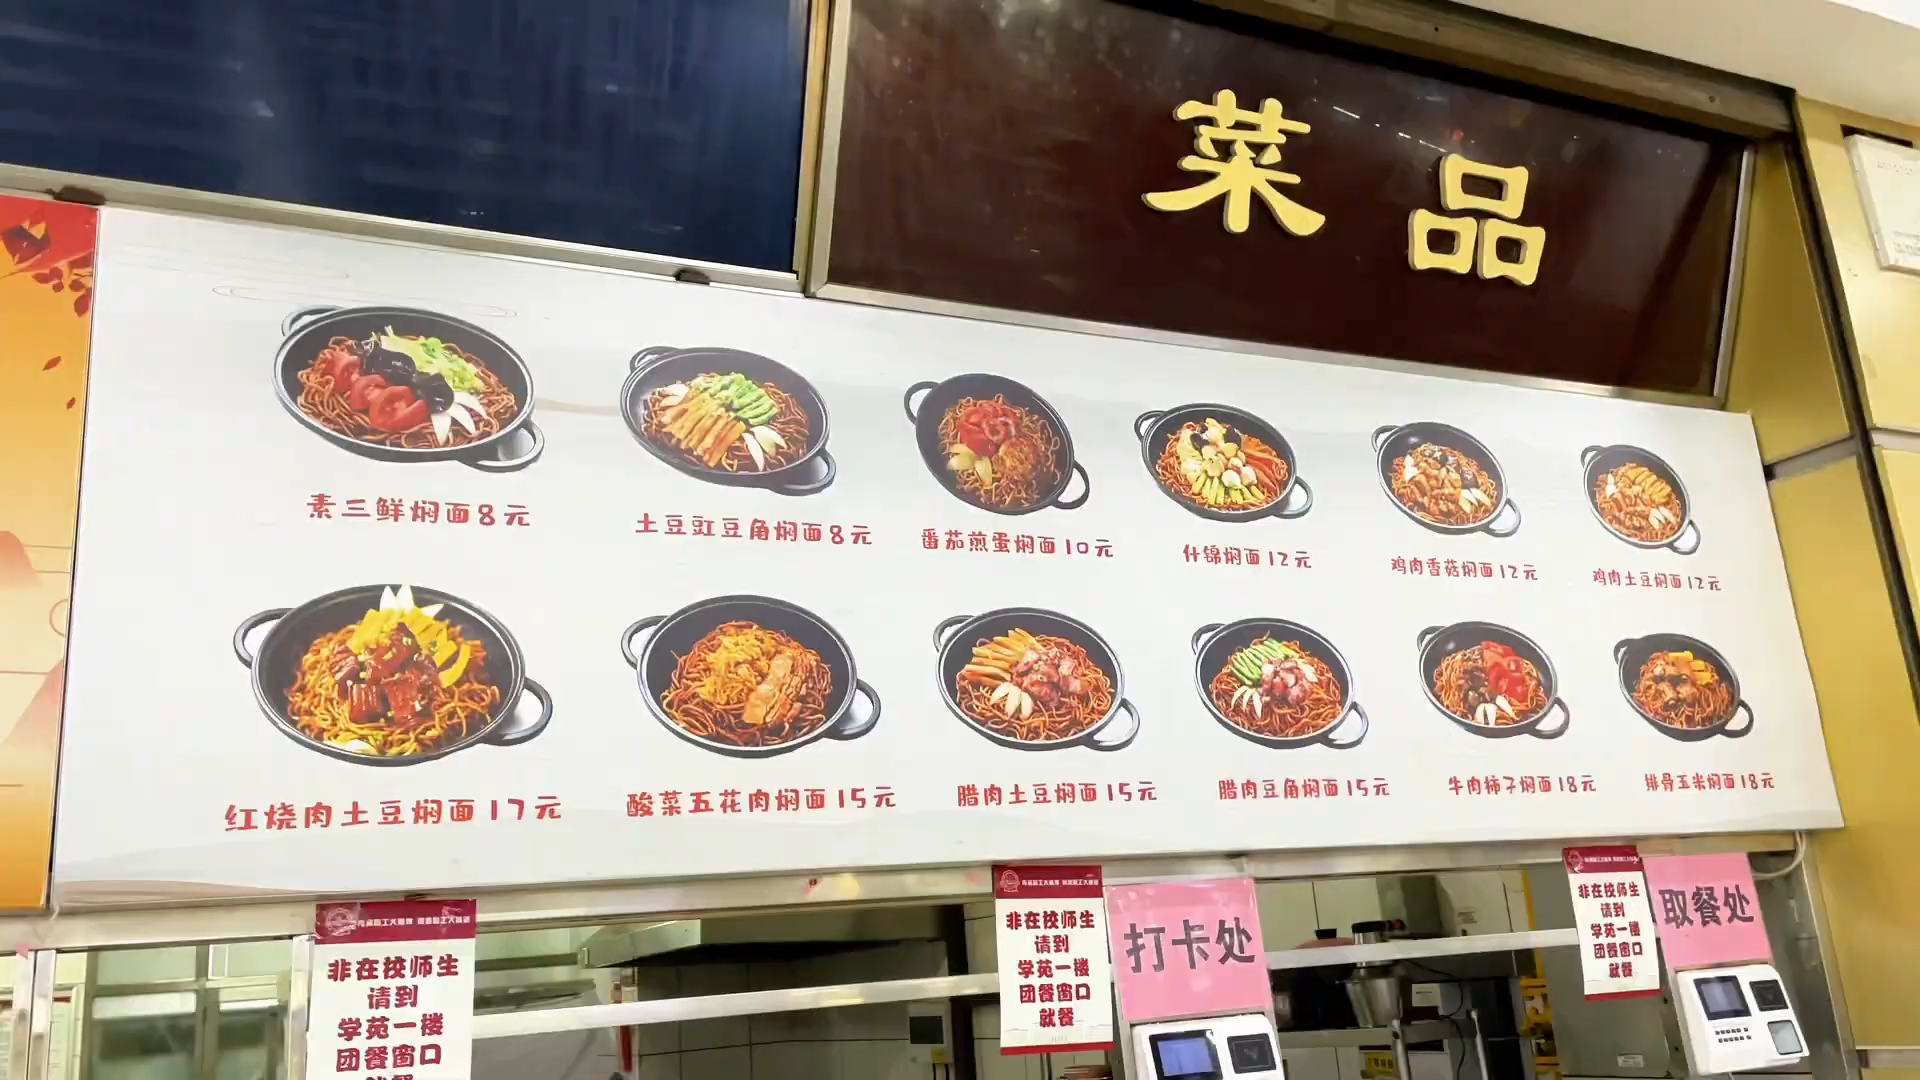 菜品
素三鲜焖面8元
土豆豇豆角焖面8元
番茄煎蛋焖面10元
什锦焖面12元
鸡肉香菇焖面12元
鸡肉土豆焖面12元
红烧肉土豆焖面17元
酸菜五花肉焖面15元
腊肉土豆焖面15元
腊肉豆角焖面15元
牛肉柿子焖面18元
排骨玉米焖面18元
非在校师生
请到
学苑一楼
团餐窗口
非在校师生
请到
学苑一楼
团餐窗口
就餐
打卡处
非在校师生
请到
学苑一楼
团餐窗口
就餐
取餐处